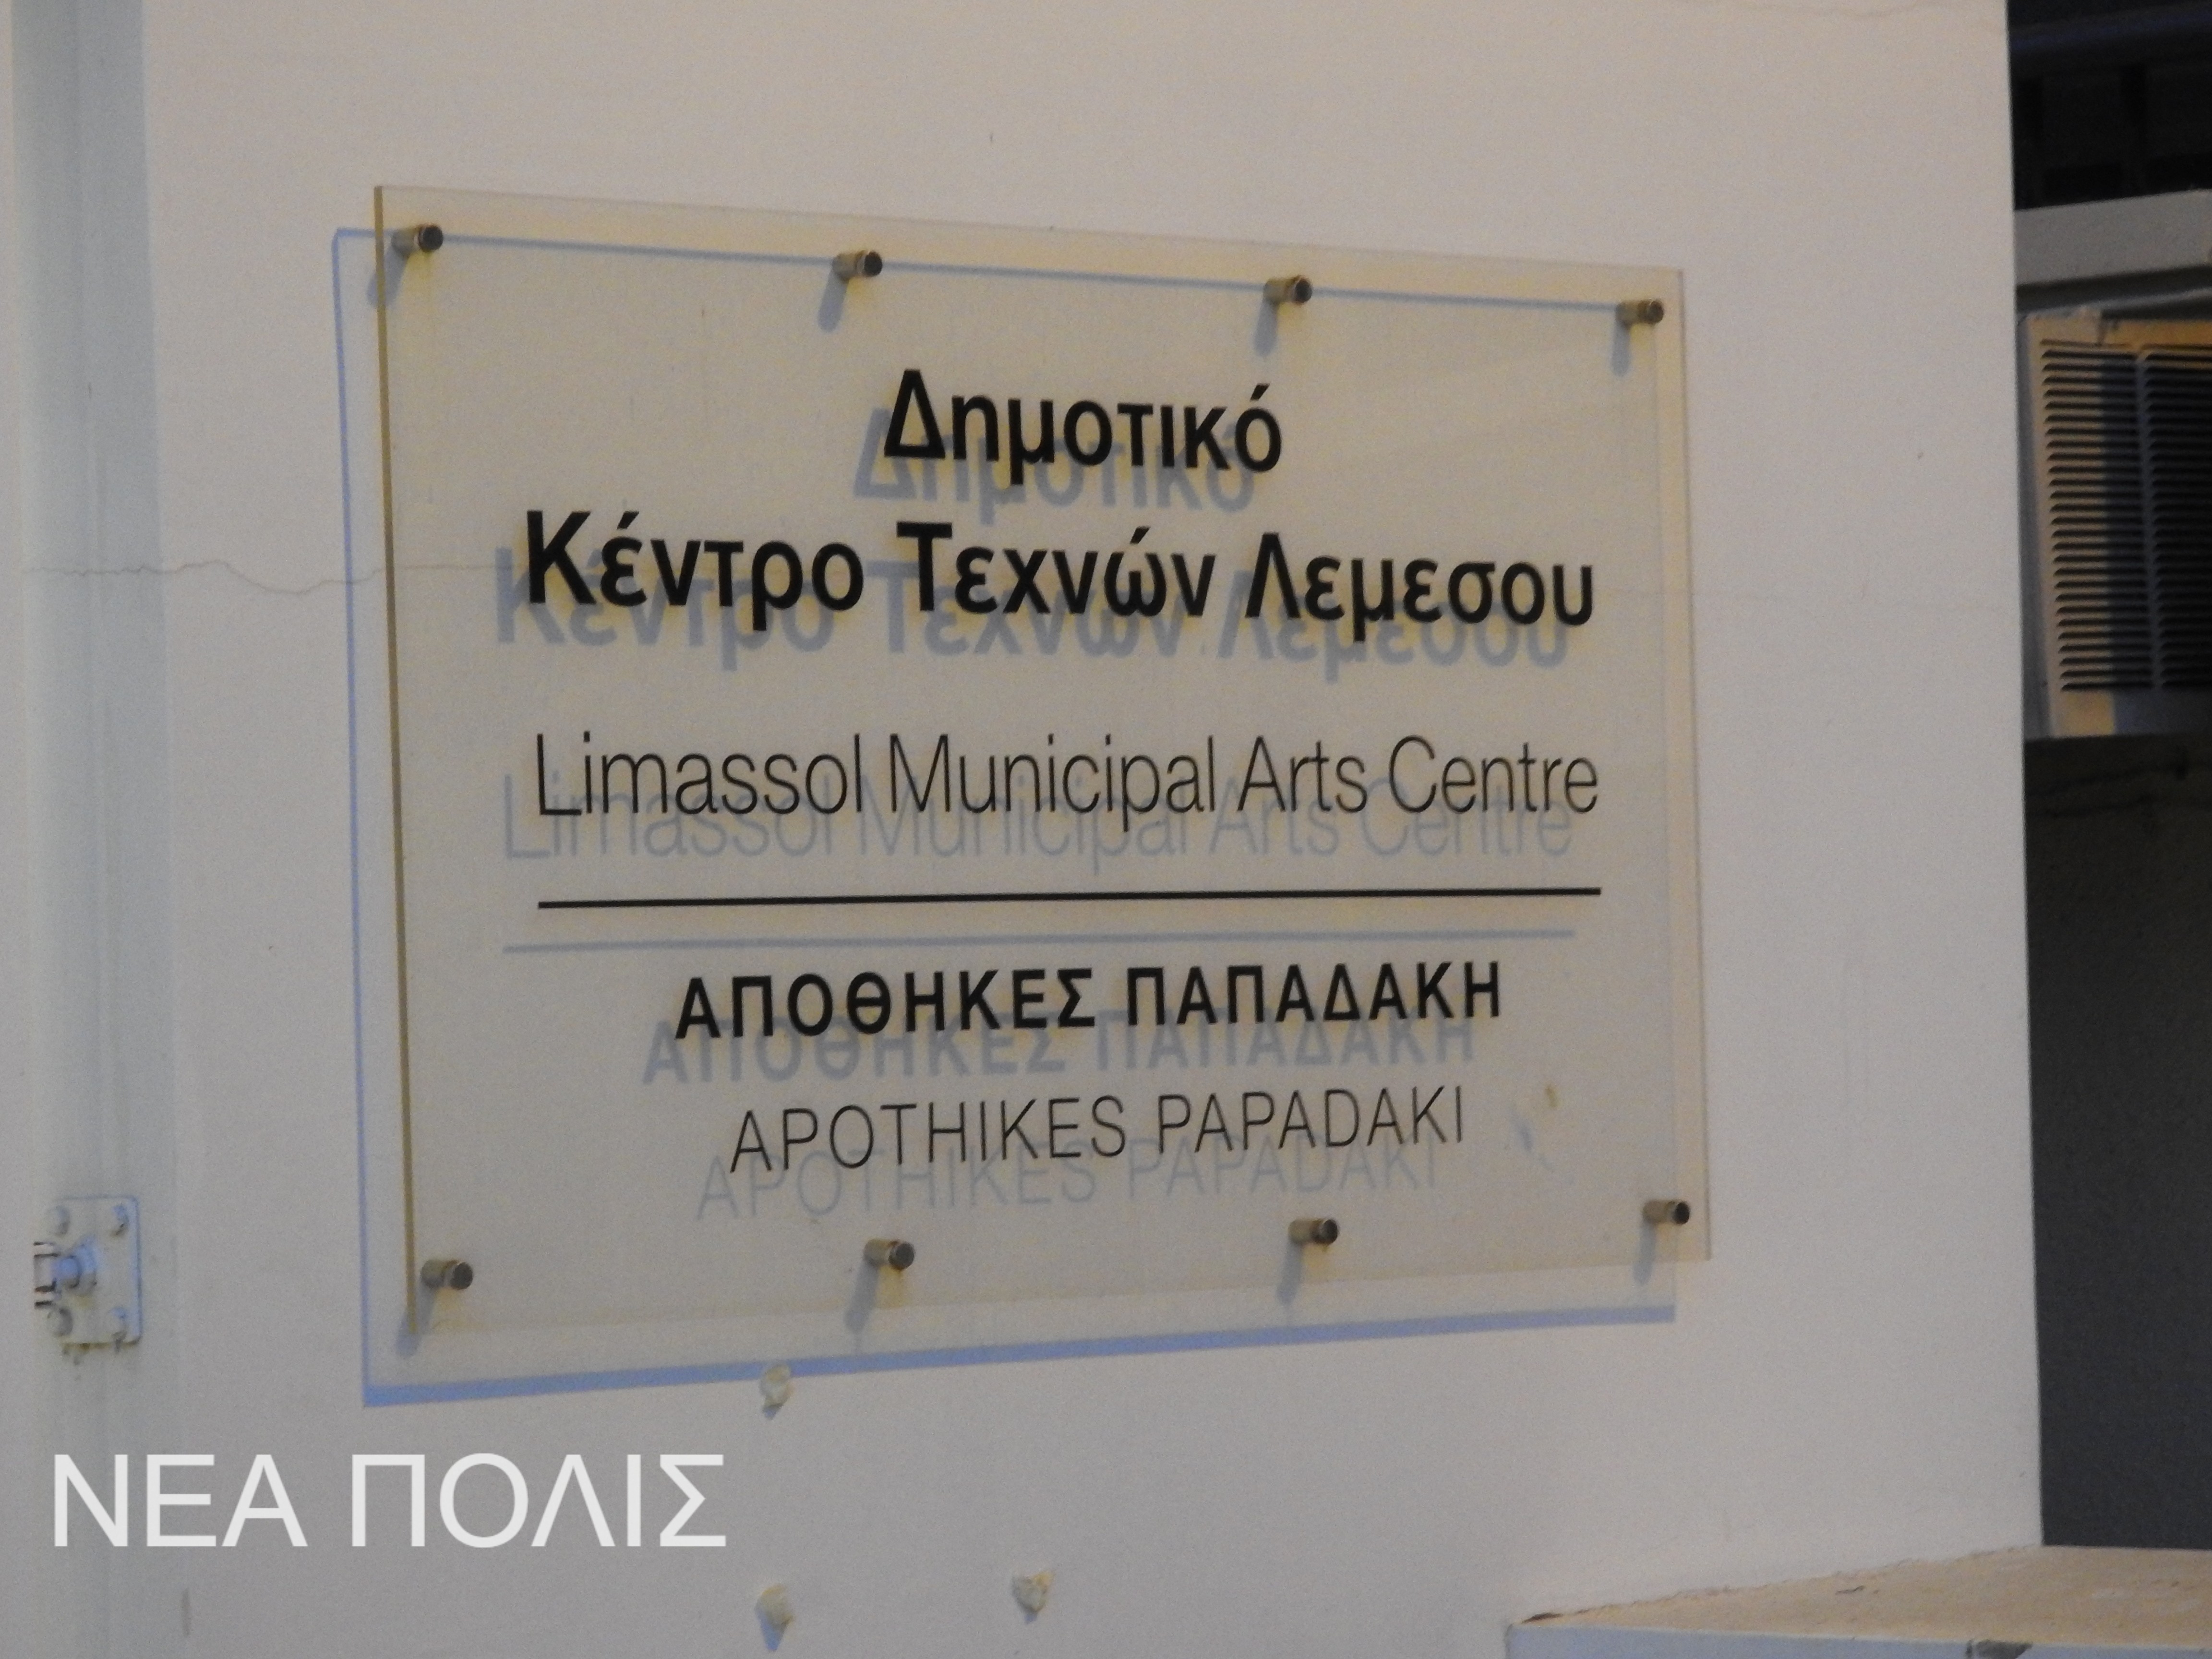 Δημοτικό
Κέντρο Τεχνών Λεμεσου
Limassol Municipal Arts Centre
ΑΠΟΘΗΚΕΣ ΠΑΠΑΔΑΚΗ
APOTHIKES PAPADAKI
ΝΕΑ ΠΟΛΙΣ